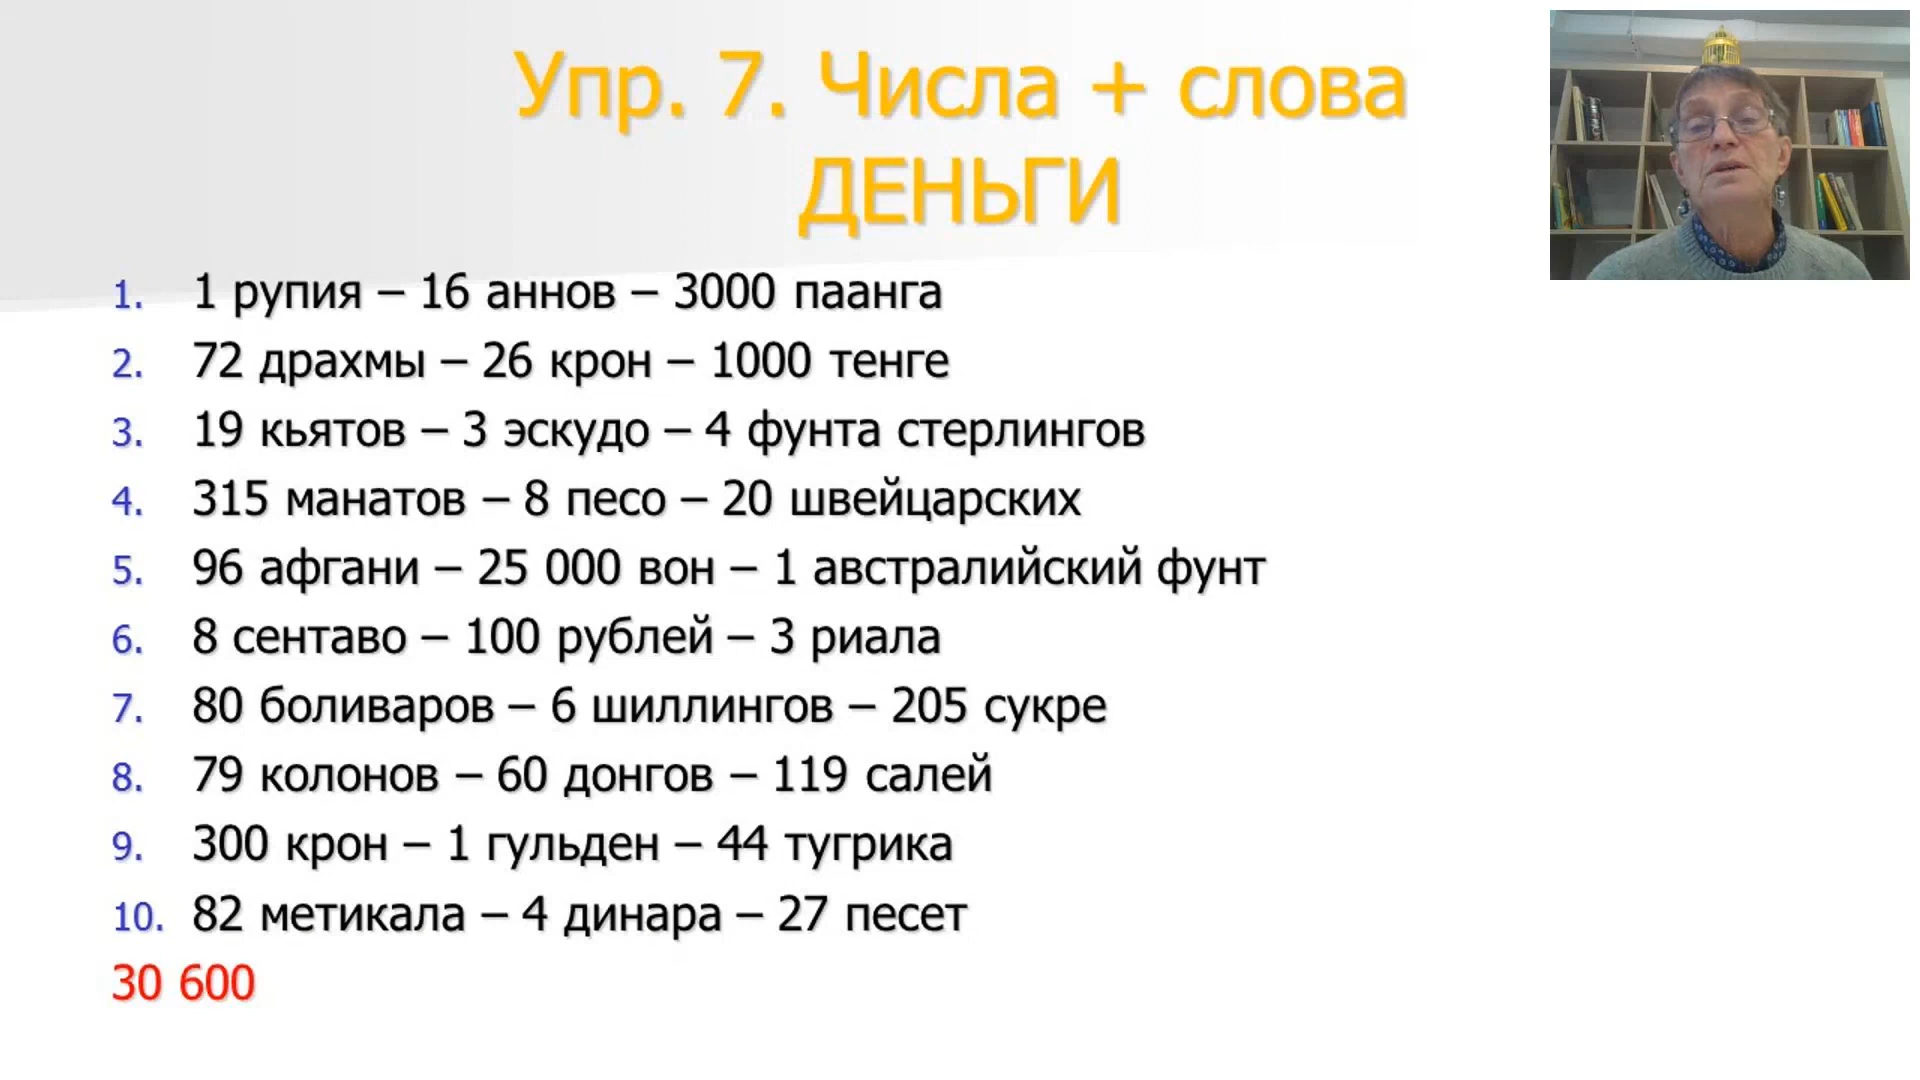 Упр. 7. Числа + слова
ДЕНЬГИ
1. 1 рупия – 16 аннов – 3000 паанга
2. 72 драхмы – 26 крон – 1000 тенге
3. 19 кьятов – 3 эскудо – 4 фунта стерлингов
4. 315 манатов – 8 песо – 20 швейцарских
5. 96 афгани – 25 000 вон – 1 австралийский фунт
6. 8 сентаво – 100 рублей – 3 риала
7. 80 боливаров – 6 шиллингов – 205 сукре
8. 79 колонов – 60 донгов – 119 салей
9. 300 крон – 1 гульден – 44 тугрика
10. 82 метикала – 4 динара – 27 песет
30 600